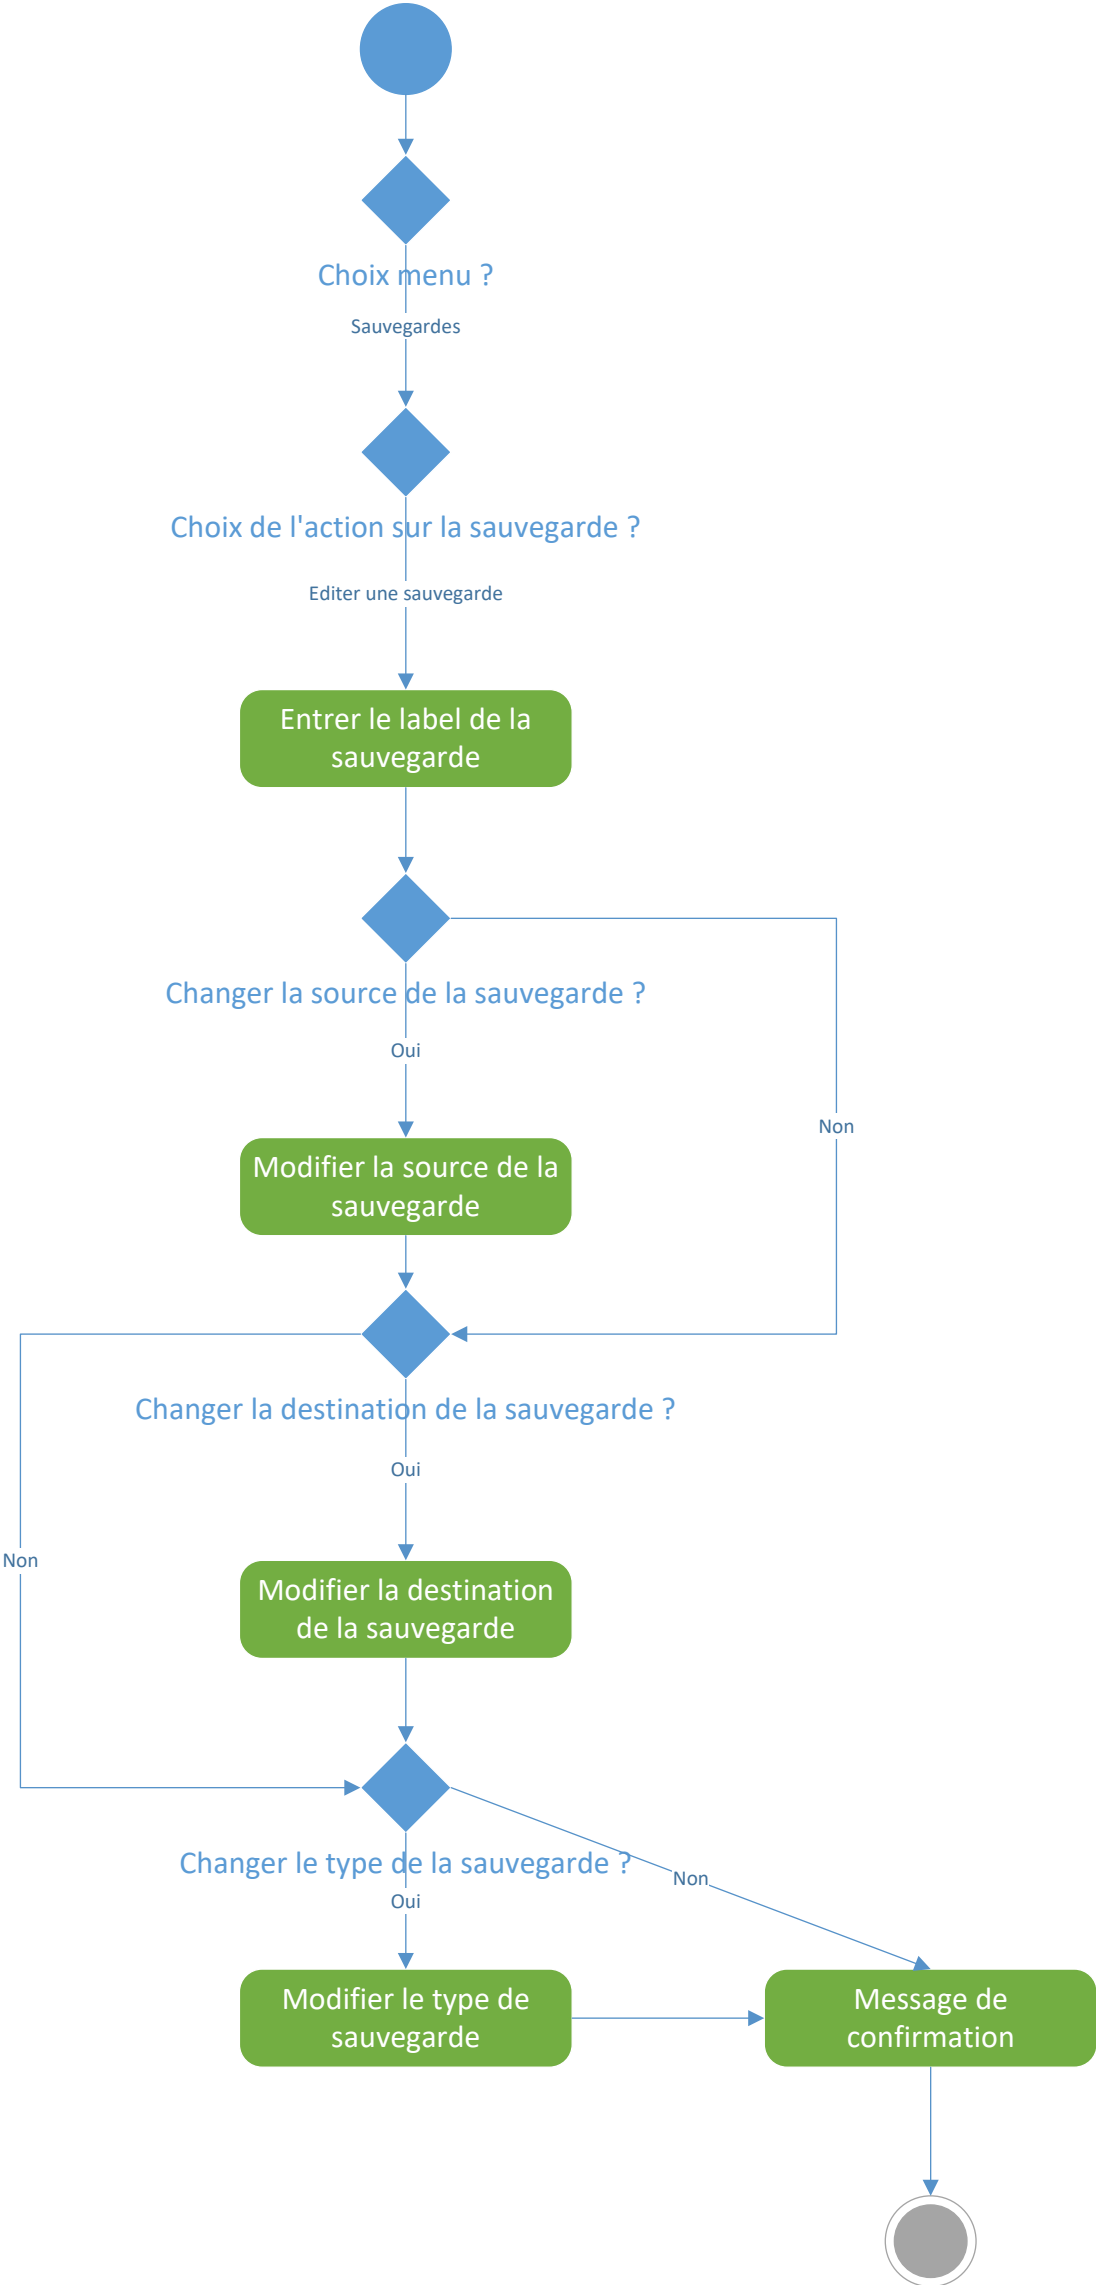 Choix menu ?
Sauvegardes
Choix de l'action sur la sauvegarde ?
Editer une sauvegarde
Entrer le label de la
sauvegarde
Changer la source de la sauvegarde ?
Oui
Non
Modifier la source de la
sauvegarde
Changer la destination de la sauvegarde ?
Oui
Non
Modifier la destination
de la sauvegarde
Changer le type de la sauvegarde ?
Non
Oui
Modifier le type de
sauvegarde
Message de
confirmation